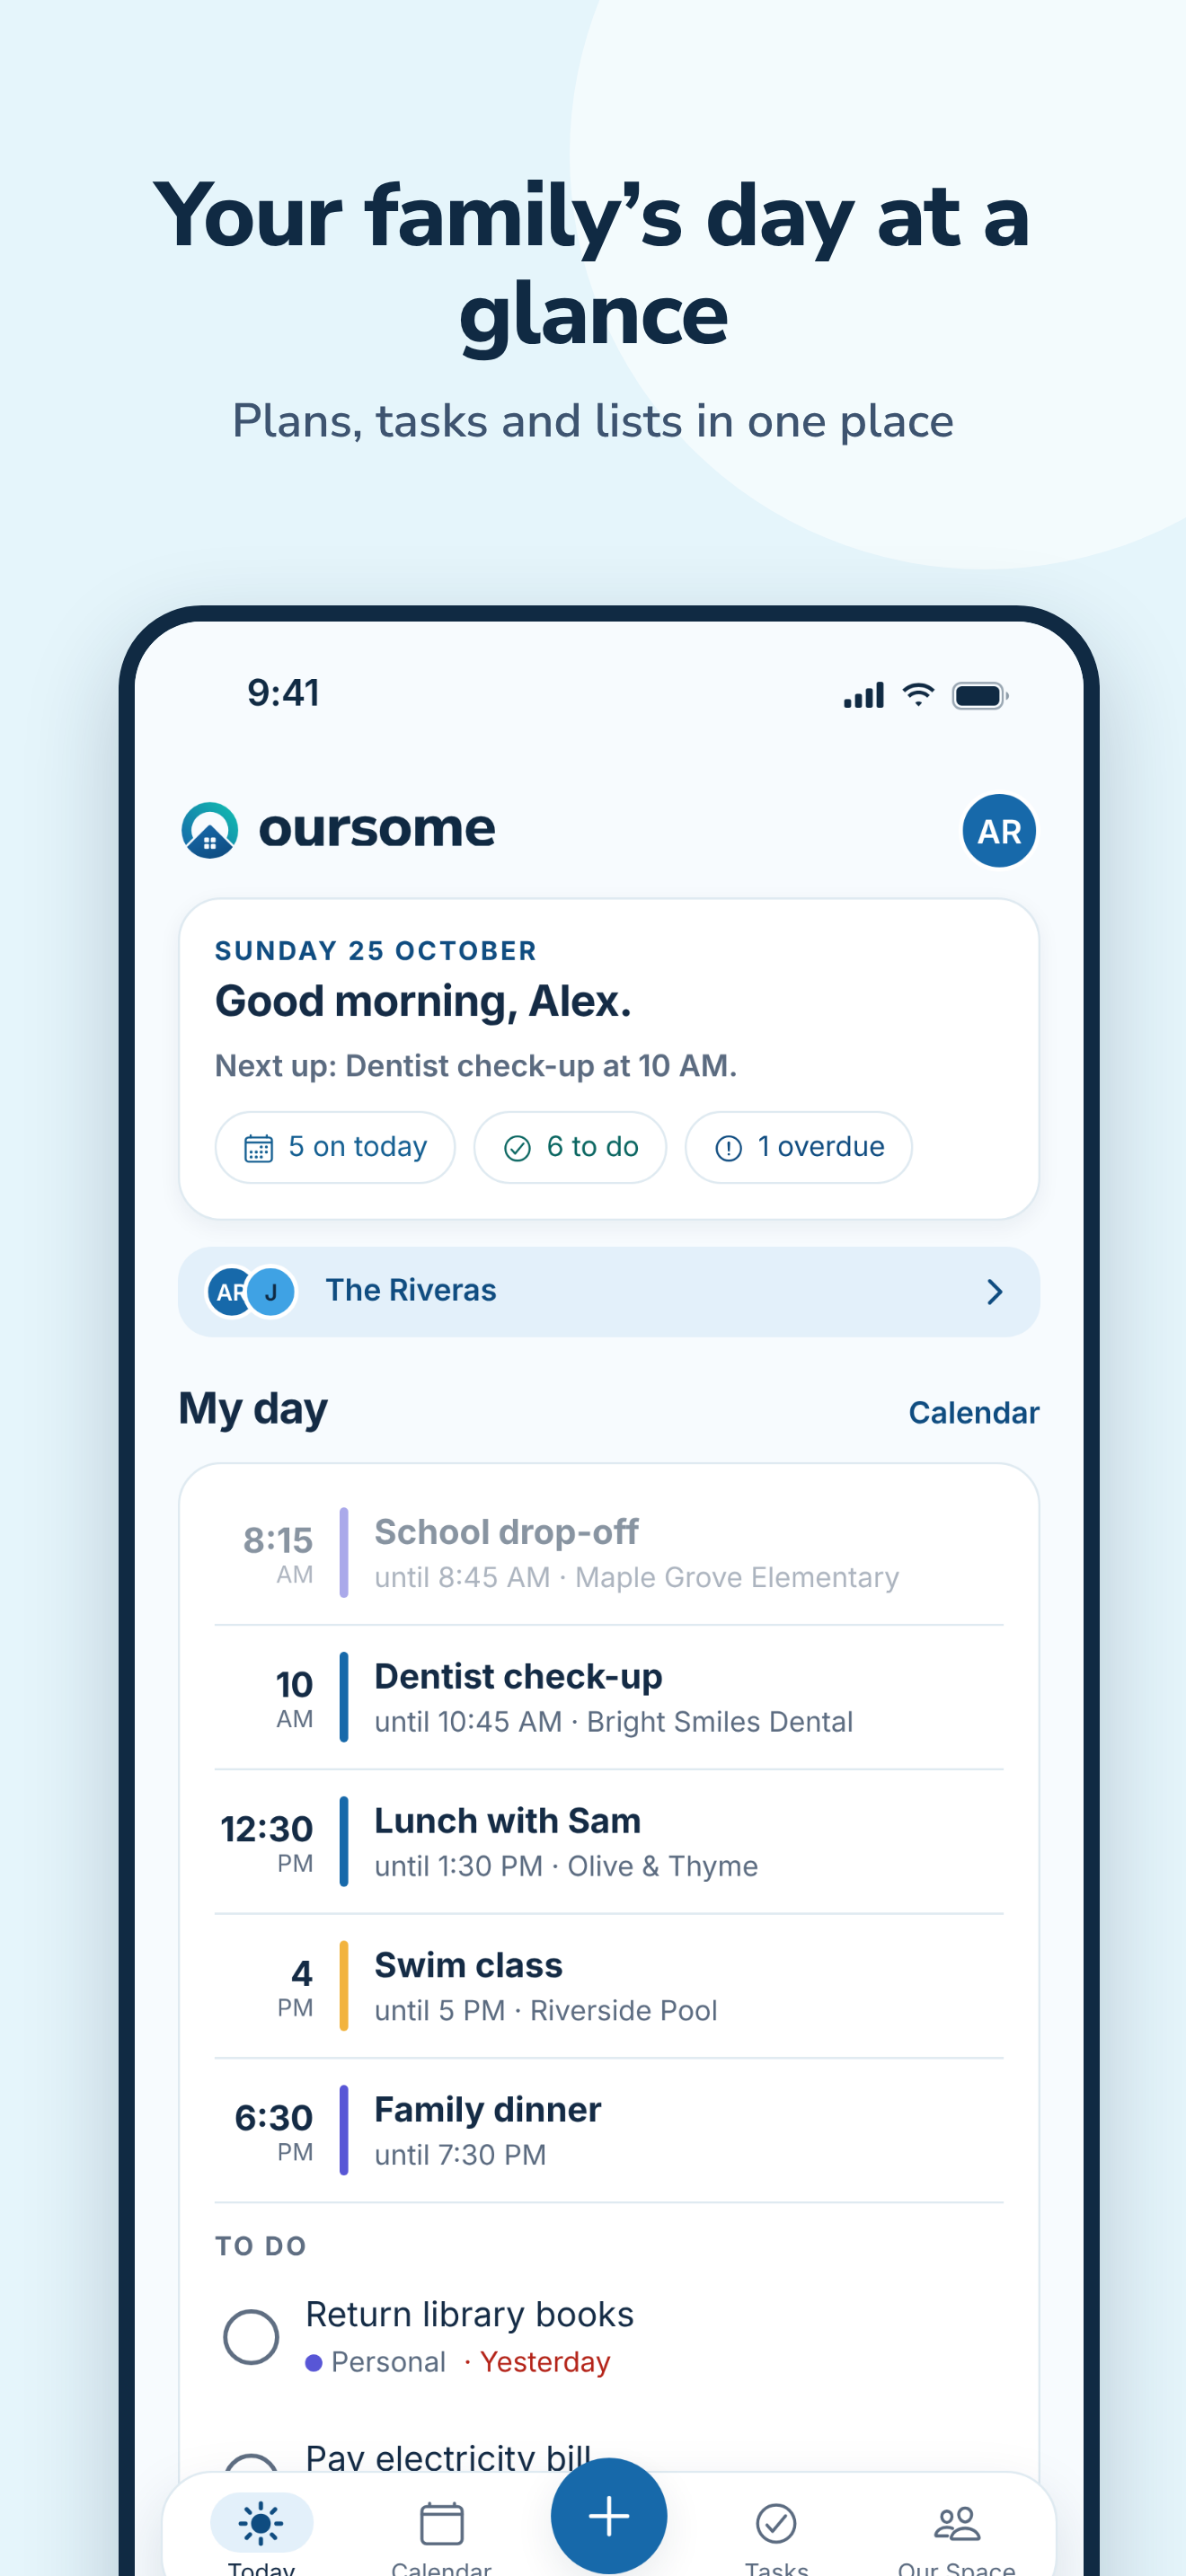 Your family’s day at a
glance
Plans, tasks and lists in one place
9:41
oursome
AR
SUNDAY 25 OCTOBER
Good morning, Alex.
Next up: Dentist check-up at 10 AM.
5 on today
6 to do
1 overdue
AR J The Riveras
My day
Calendar
8:15 AM
School drop-off
until 8:45 AM · Maple Grove Elementary
10 AM
Dentist check-up
until 10:45 AM · Bright Smiles Dental
12:30 PM
Lunch with Sam
until 1:30 PM · Olive & Thyme
4 PM
Swim class
until 5 PM · Riverside Pool
6:30 PM
Family dinner
until 7:30 PM
TO DO
Return library books
Personal · Yesterday
Pay electricity bill
Today
Calendar
Tasks
Our Space